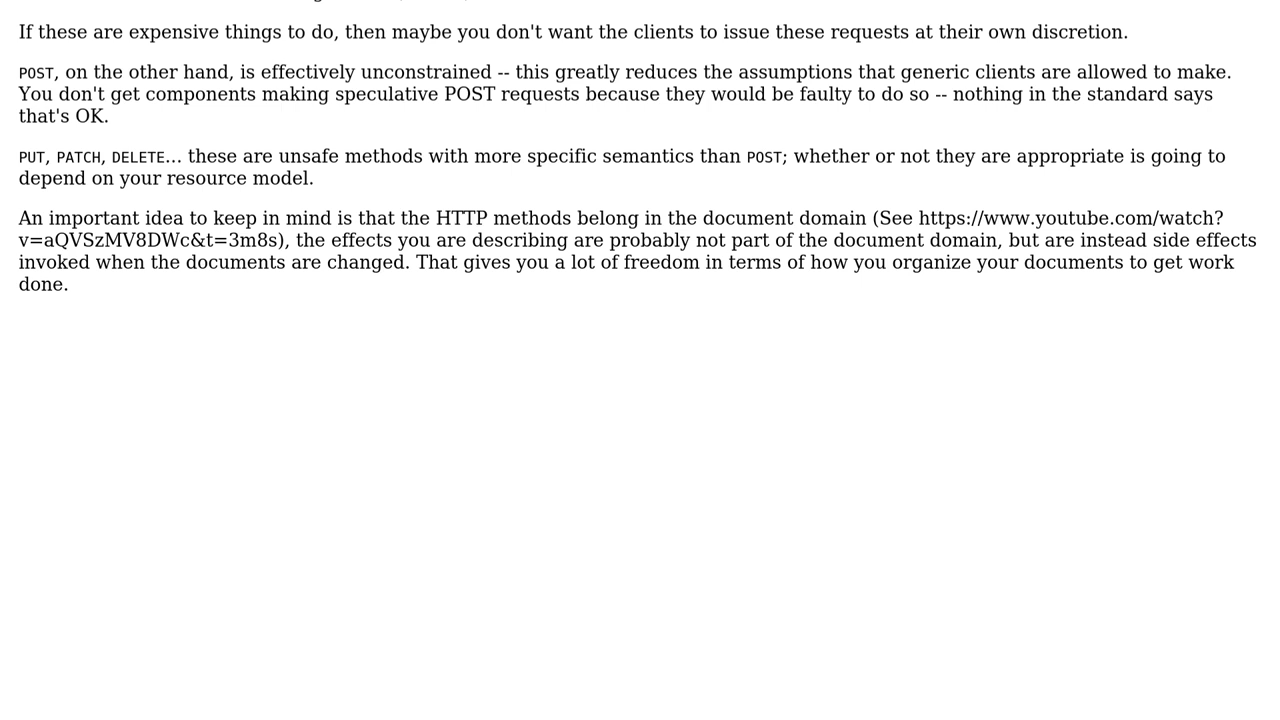 If these are expensive things to do, then maybe you don't want the clients to issue these requests at their own discretion.
POST, on the other hand, is effectively unconstrained -- this greatly reduces the assumptions that generic clients are allowed to make.
You don't get components making speculative POST requests because they would be faulty to do so -- nothing in the standard says
that's OK.
PUT, PATCH, DELETE... these are unsafe methods with more specific semantics than POST; whether or not they are appropriate is going to
depend on your resource model.
An important idea to keep in mind is that the HTTP methods belong in the document domain (See https://www.youtube.com/watch?
v=aQVSzMV8DWc&t=3m8s), the effects you are describing are probably not part of the document domain, but are instead side effects
invoked when the documents are changed. That gives you a lot of freedom in terms of how you organize your documents to get work
done.